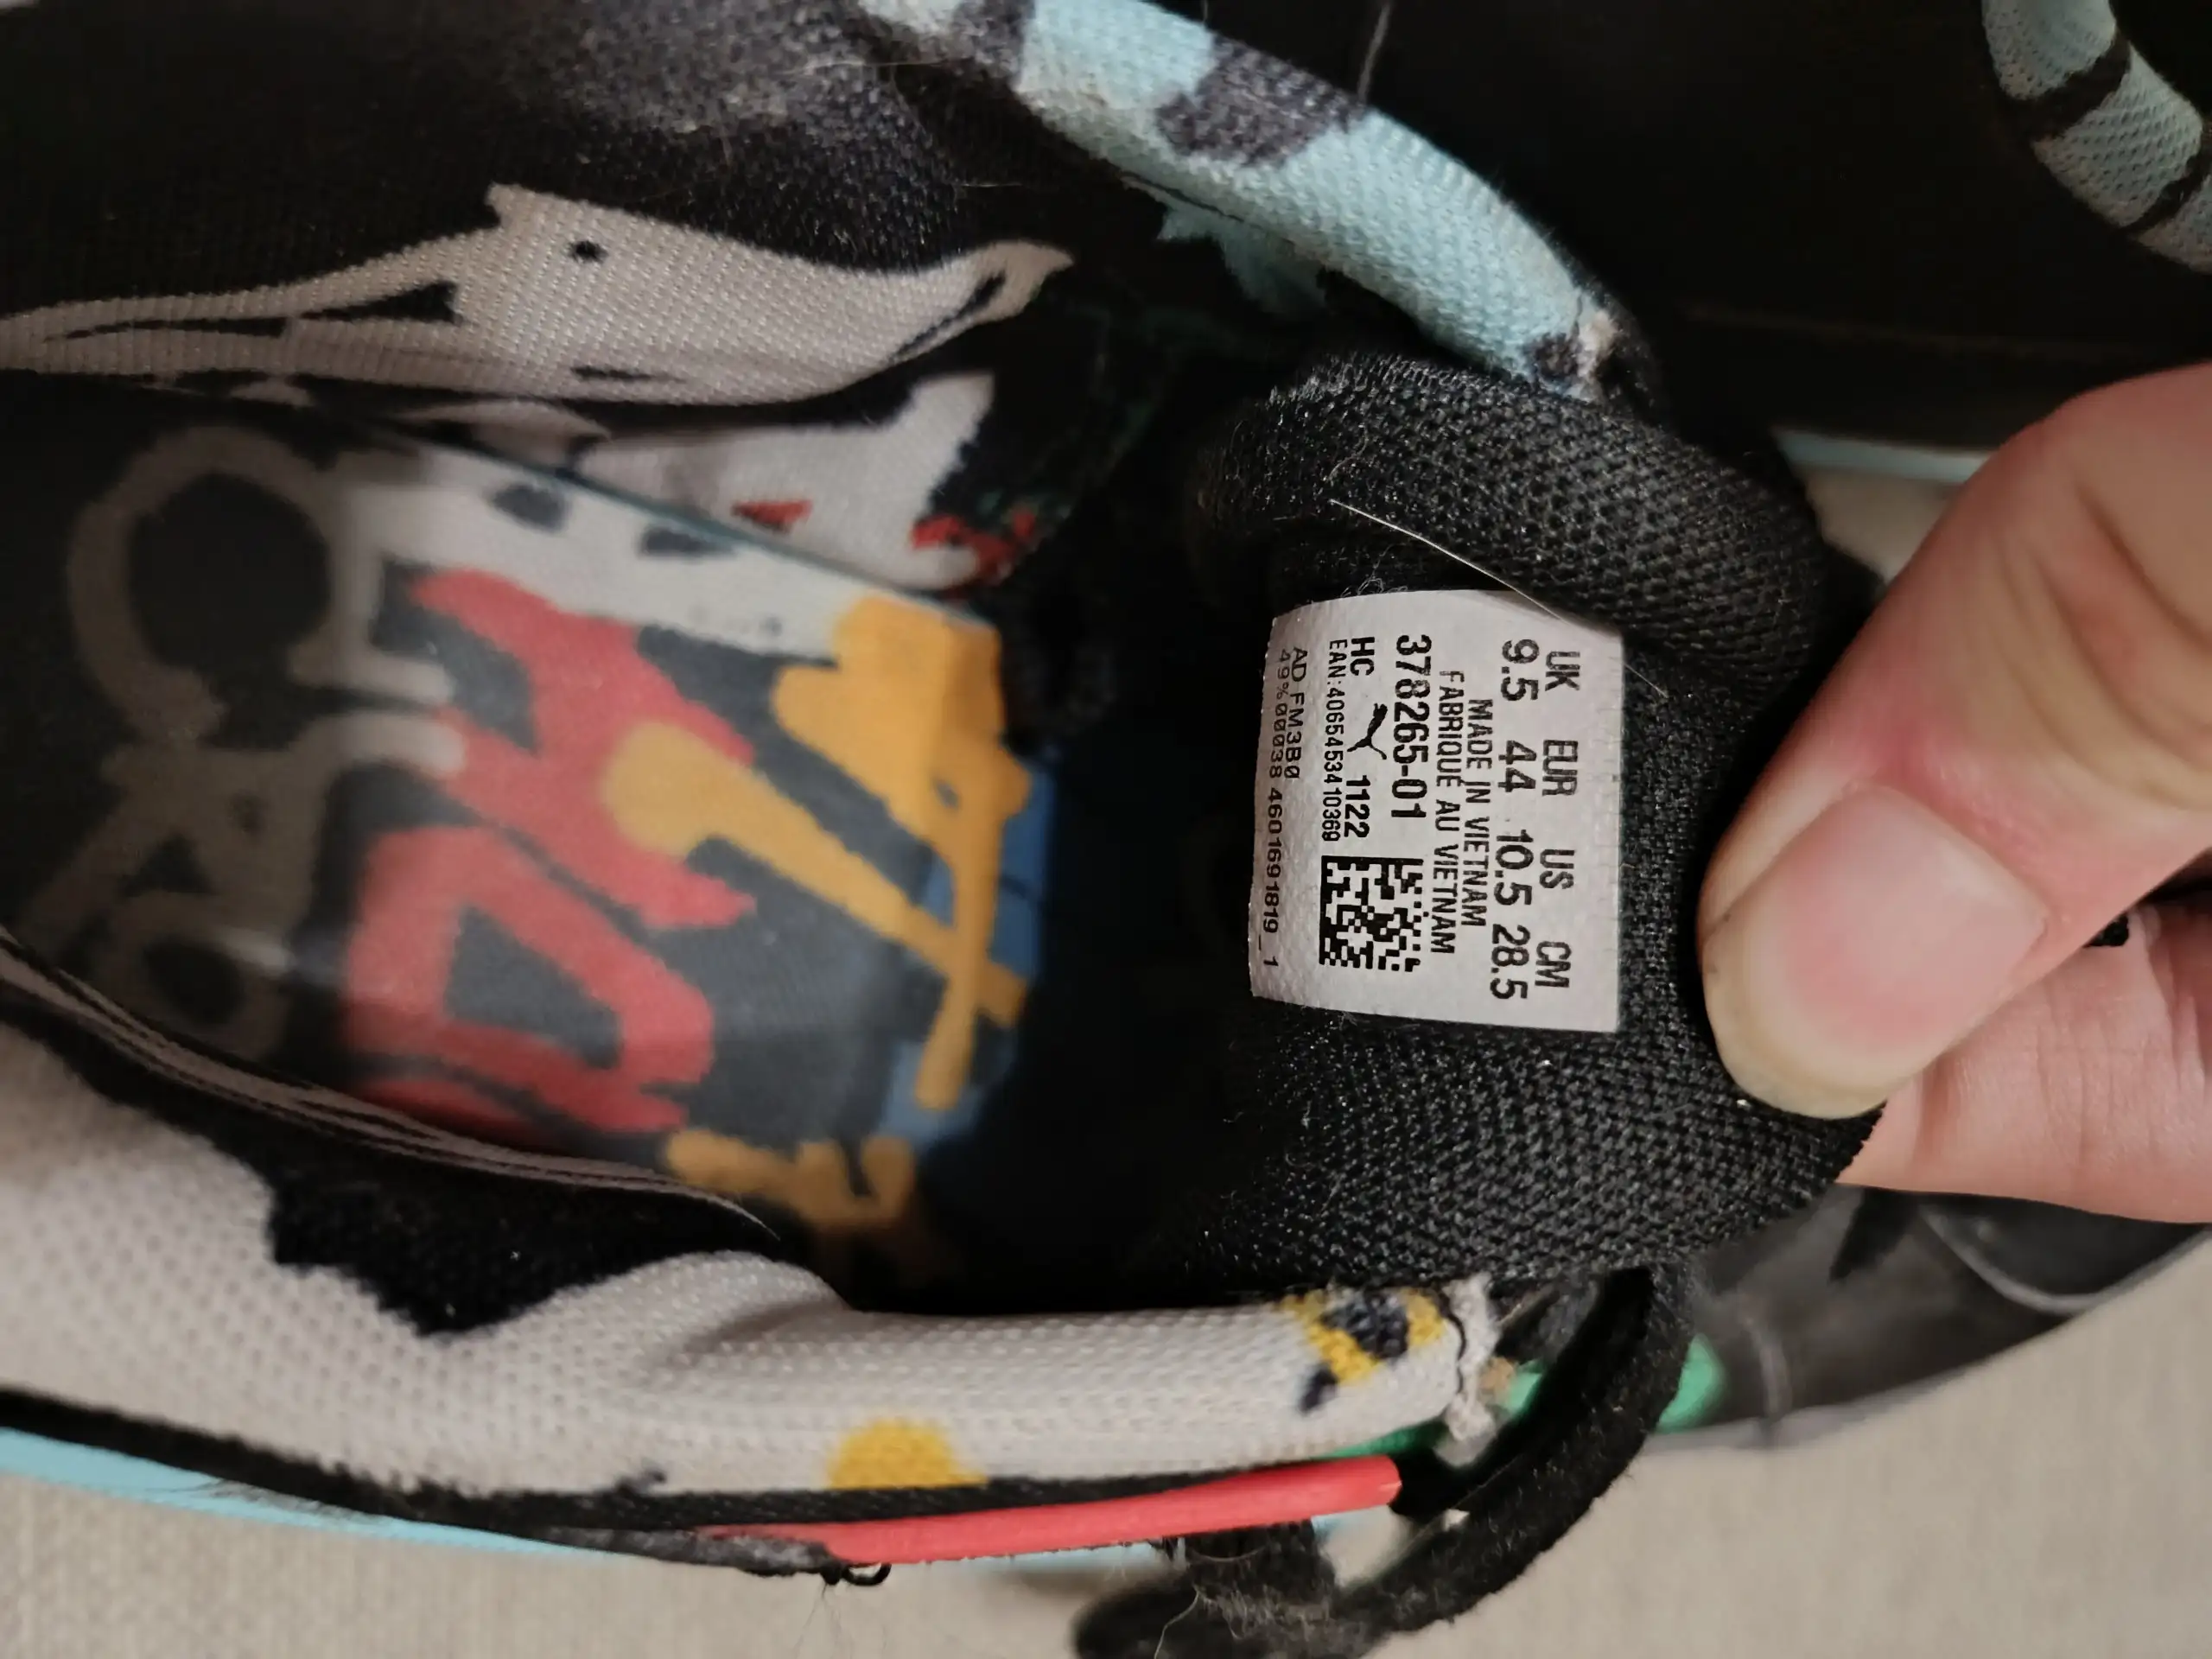 UK EUR US CM
9.5 44 10.5 28.5
MADE IN VIETNAM
FABRIQUÉ AU VIETNAM
378265-01
HC 1122
EAN:4065453410369
AD FM3B0
49%00038 4601691819_1